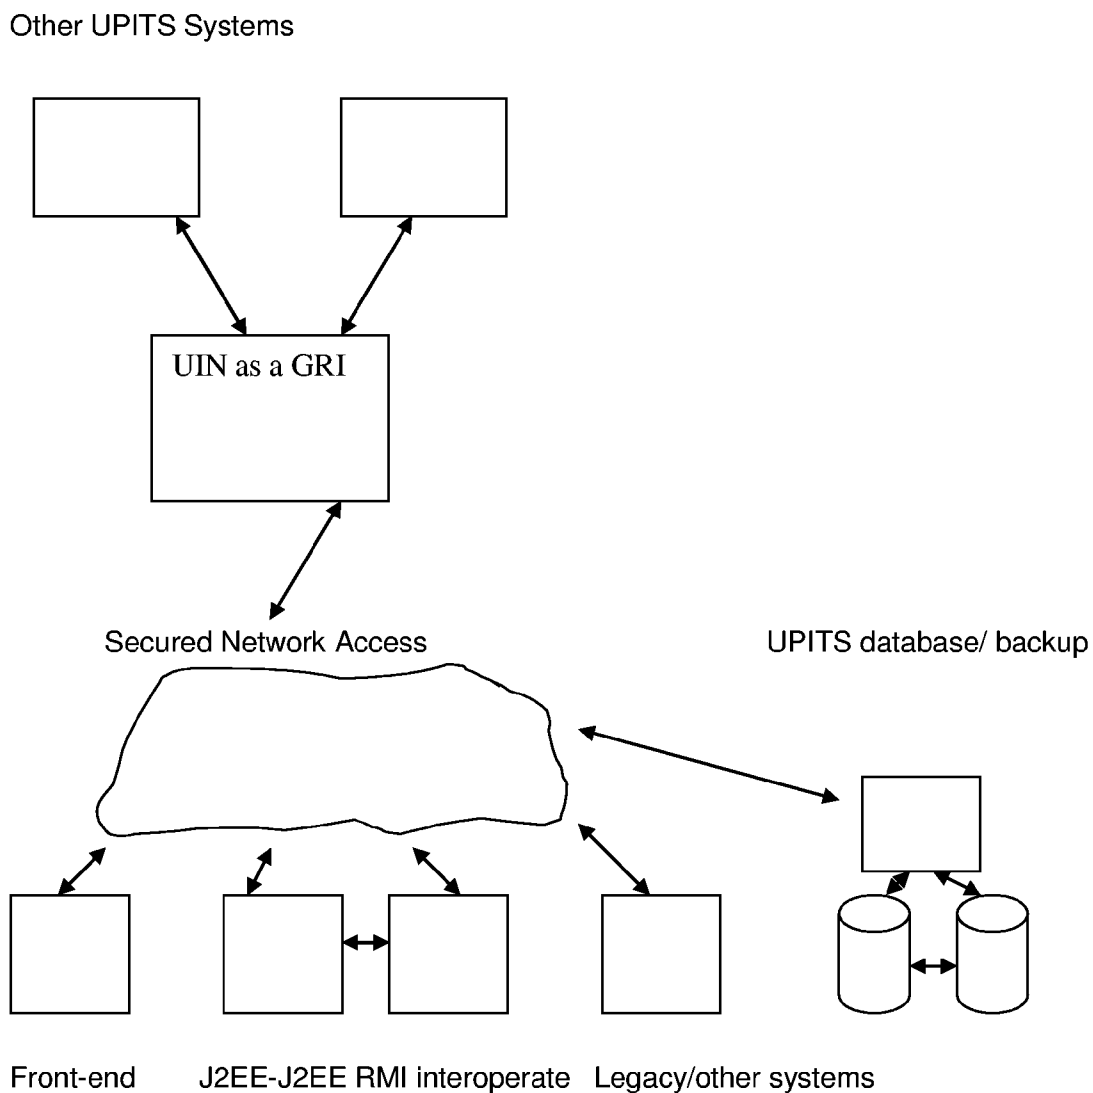 Other UPITS Systems
UIN as a GRI
Secured Network Access
UPITS database/ backup
Front-end
J2EE-J2EE RMI interoperate
Legacy/other systems